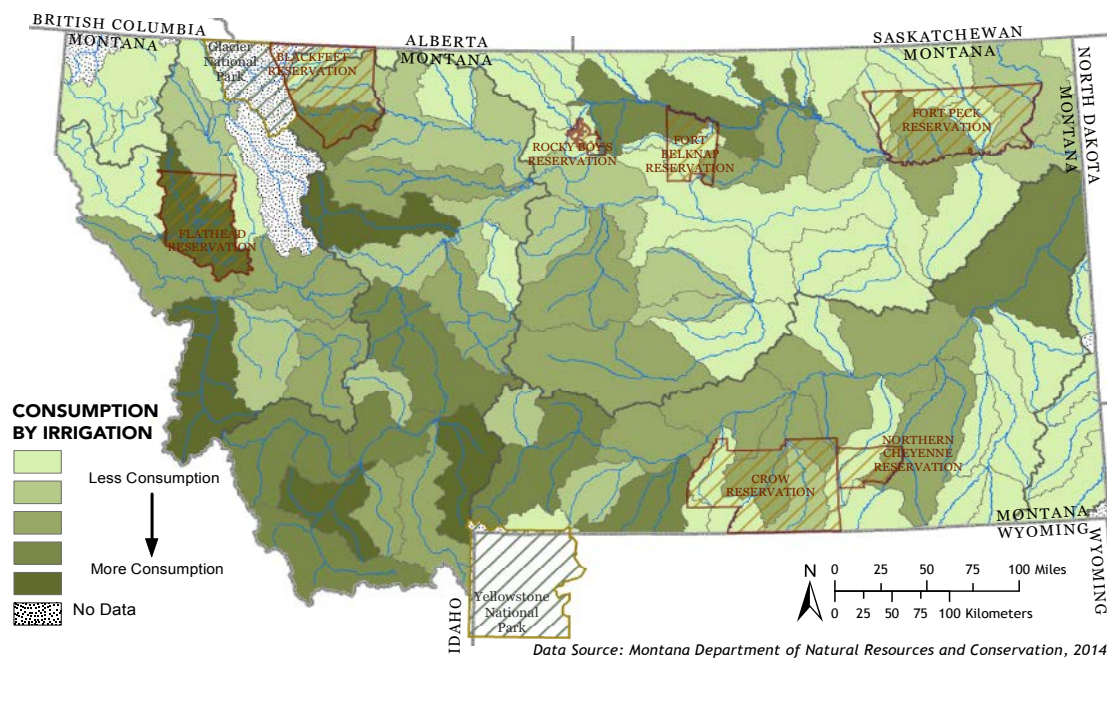 BRITISH COLUMBIA
MONTANA
ALBERTA
MONTANA
SASKATCHEWAN
MONTANA
NORTH DAKOTA
MONTANA
Glacier
National
Park
BLACKFEET
RESERVATION
ROCKY BOY'S
RESERVATION
FORT
BELKNAP
RESERVATION
FORT PECK
RESERVATION
FLATHEAD
RESERVATION
CONSUMPTION
BY IRRIGATION
Less Consumption
More Consumption
No Data
NORTHERN
CHEYENNE
RESERVATION
CROW
RESERVATION
MONTANA
WYOMING
WYOMING
IDAHO
Yellowstone
National
Park
N
0 25 50 75 100 Miles
0 25 50 75 100 Kilometers
Data Source: Montana Department of Natural Resources and Conservation, 2014